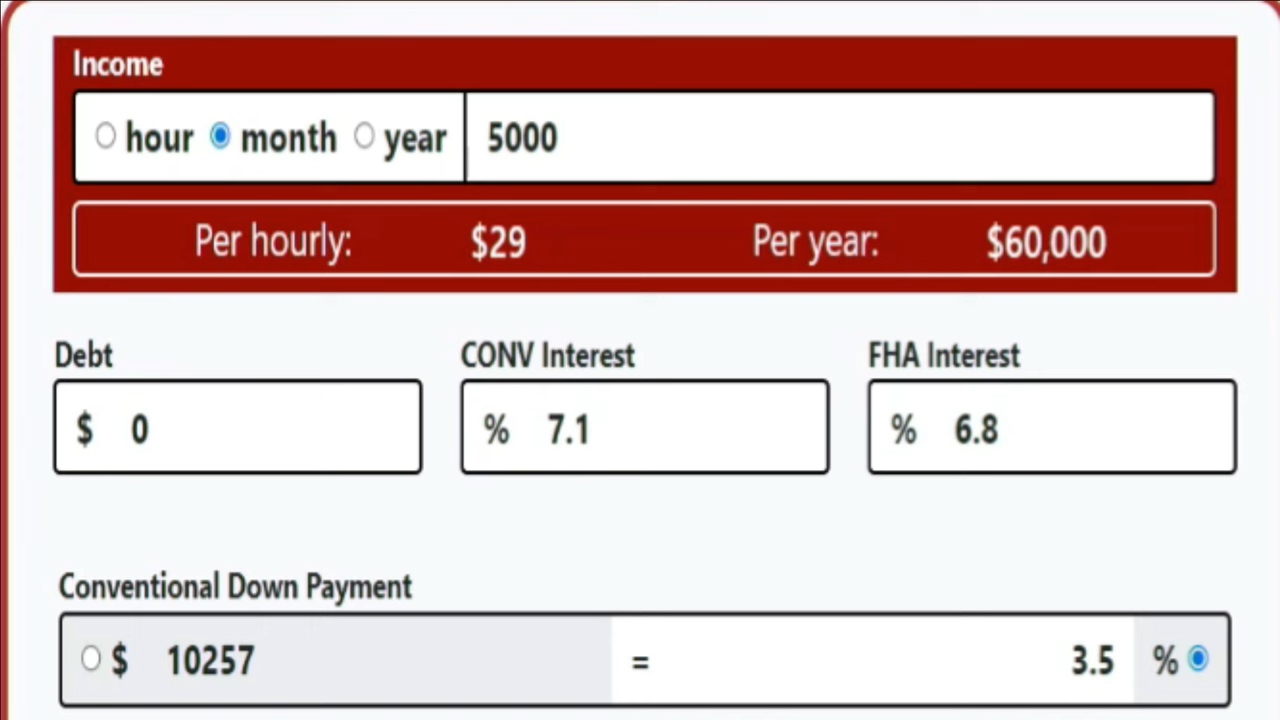 Income
hour month year 5000
Per hourly: $29 Per year: $60,000
Debt CONV Interest FHA Interest
$ 0 % 7.1 % 6.8
Conventional Down Payment
$ 10257 = 3.5 %